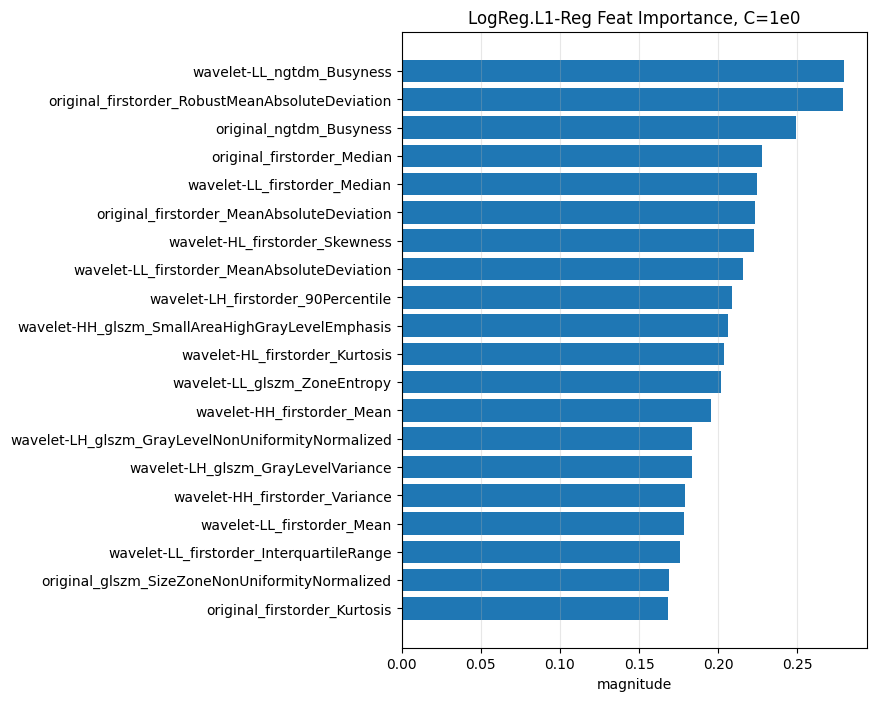 LogReg.L1-Reg Feat Importance, C=1e0
wavelet-LL_ngtdm_Busyness
original_firstorder_RobustMeanAbsoluteDeviation
original_ngtdm_Busyness
original_firstorder_Median
wavelet-LL_firstorder_Median
original_firstorder_MeanAbsoluteDeviation
wavelet-HL_firstorder_Skewness
wavelet-LL_firstorder_MeanAbsoluteDeviation
wavelet-LH_firstorder_90Percentile
wavelet-HH_glszm_SmallAreaHighGrayLevelEmphasis
wavelet-HL_firstorder_Kurtosis
wavelet-LL_glszm_ZoneEntropy
wavelet-HH_firstorder_Mean
wavelet-LH_glszm_GrayLevelNonUniformityNormalized
wavelet-LH_glszm_GrayLevelVariance
wavelet-HH_firstorder_Variance
wavelet-LL_firstorder_Mean
wavelet-LL_firstorder_InterquartileRange
original_glszm_SizeZoneNonUniformityNormalized
original_firstorder_Kurtosis
0.00 0.05 0.10 0.15 0.20 0.25
magnitude